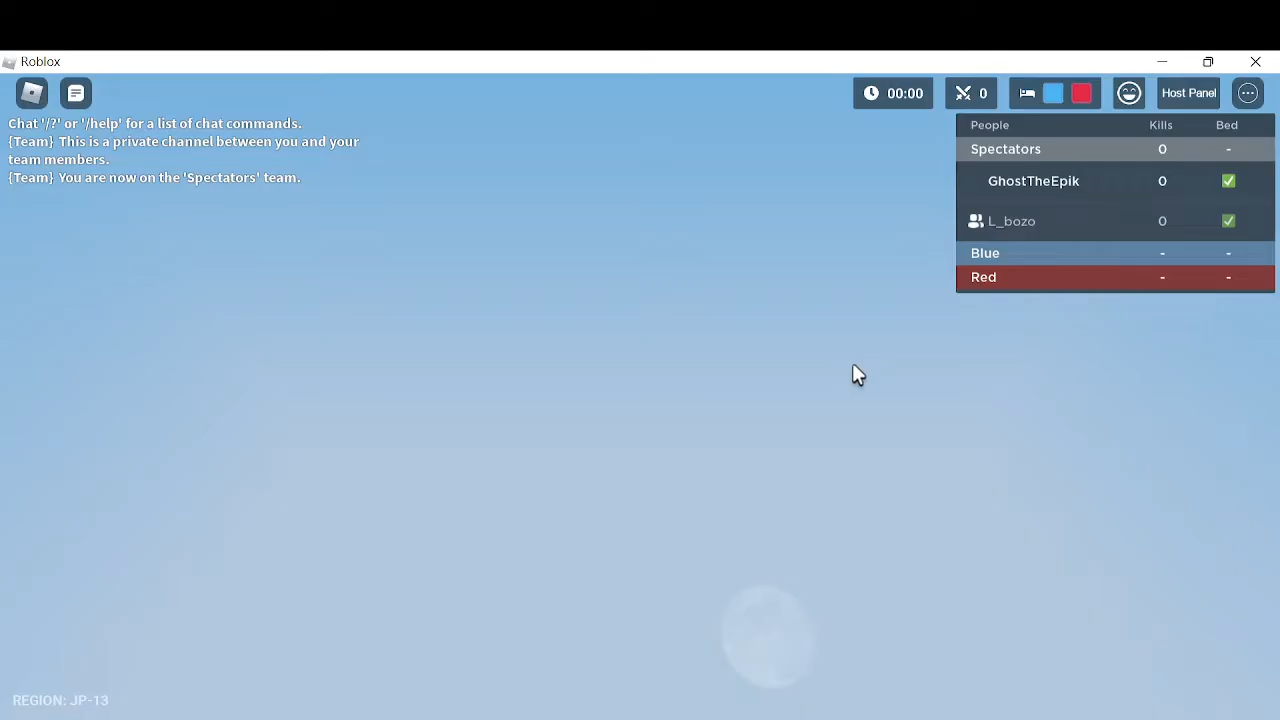 Roblox
00:00
0
Host Panel
Chat '/?' or '/help' for a list of chat commands.
{Team} This is a private channel between you and your
team members.
{Team} You are now on the 'Spectators' team.
People Kills Bed
Spectators 0 -
GhostTheEpik 0
L_bozo 0
Blue - -
Red - -
REGION: JP-13